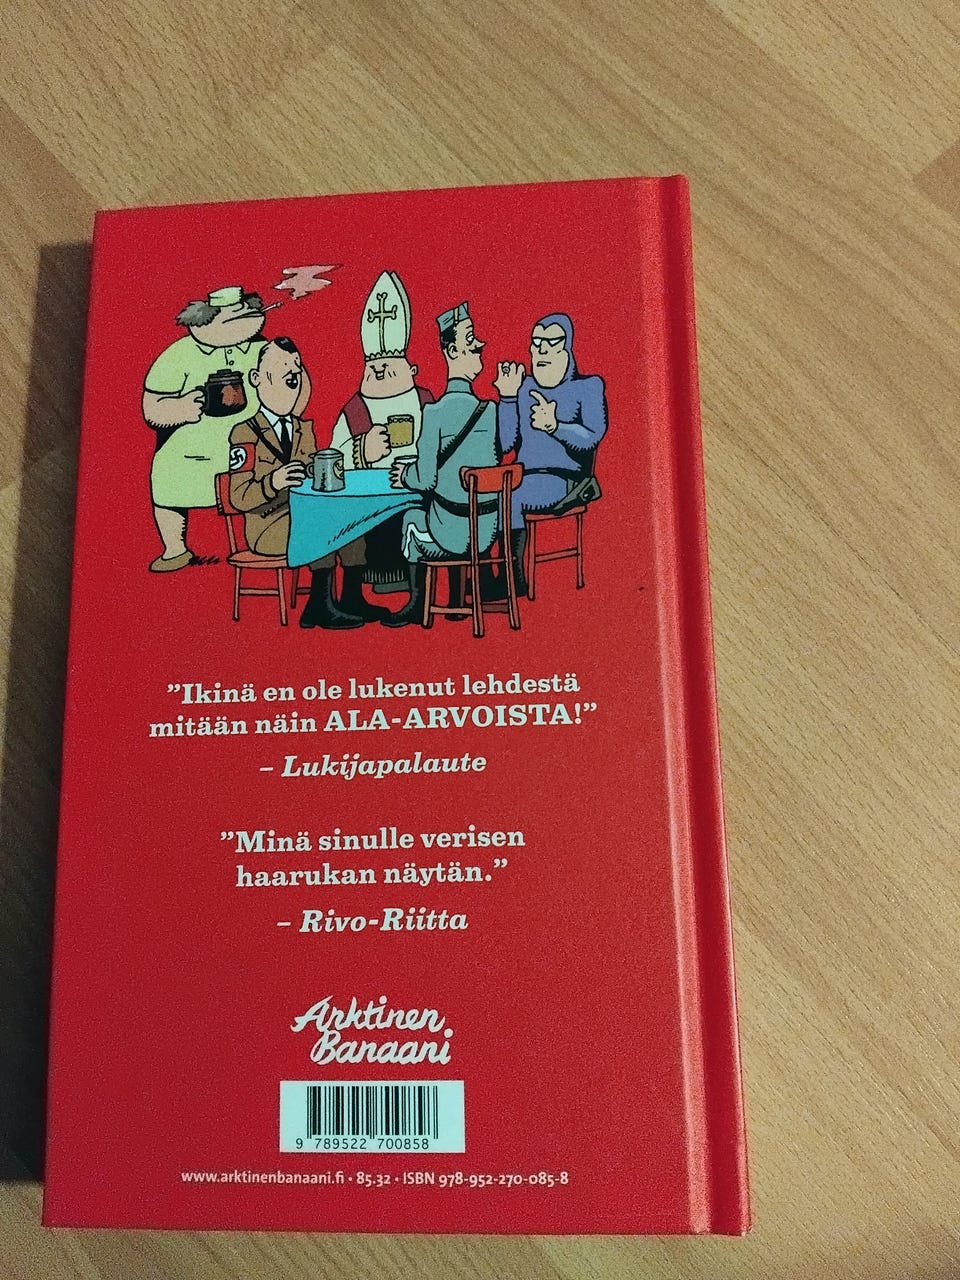 ”Ikinä en ole lukenut lehdestä
mitään näin ALA-ARVOISTA!”
– Lukijapalaute
”Minä sinulle verisen
haarukan näytän.”
– Rivo-Riitta
Arktinen
Banaani
9 789522 700858
www.arktinenbanaani.fi • 85.32 • ISBN 978-952-270-085-8